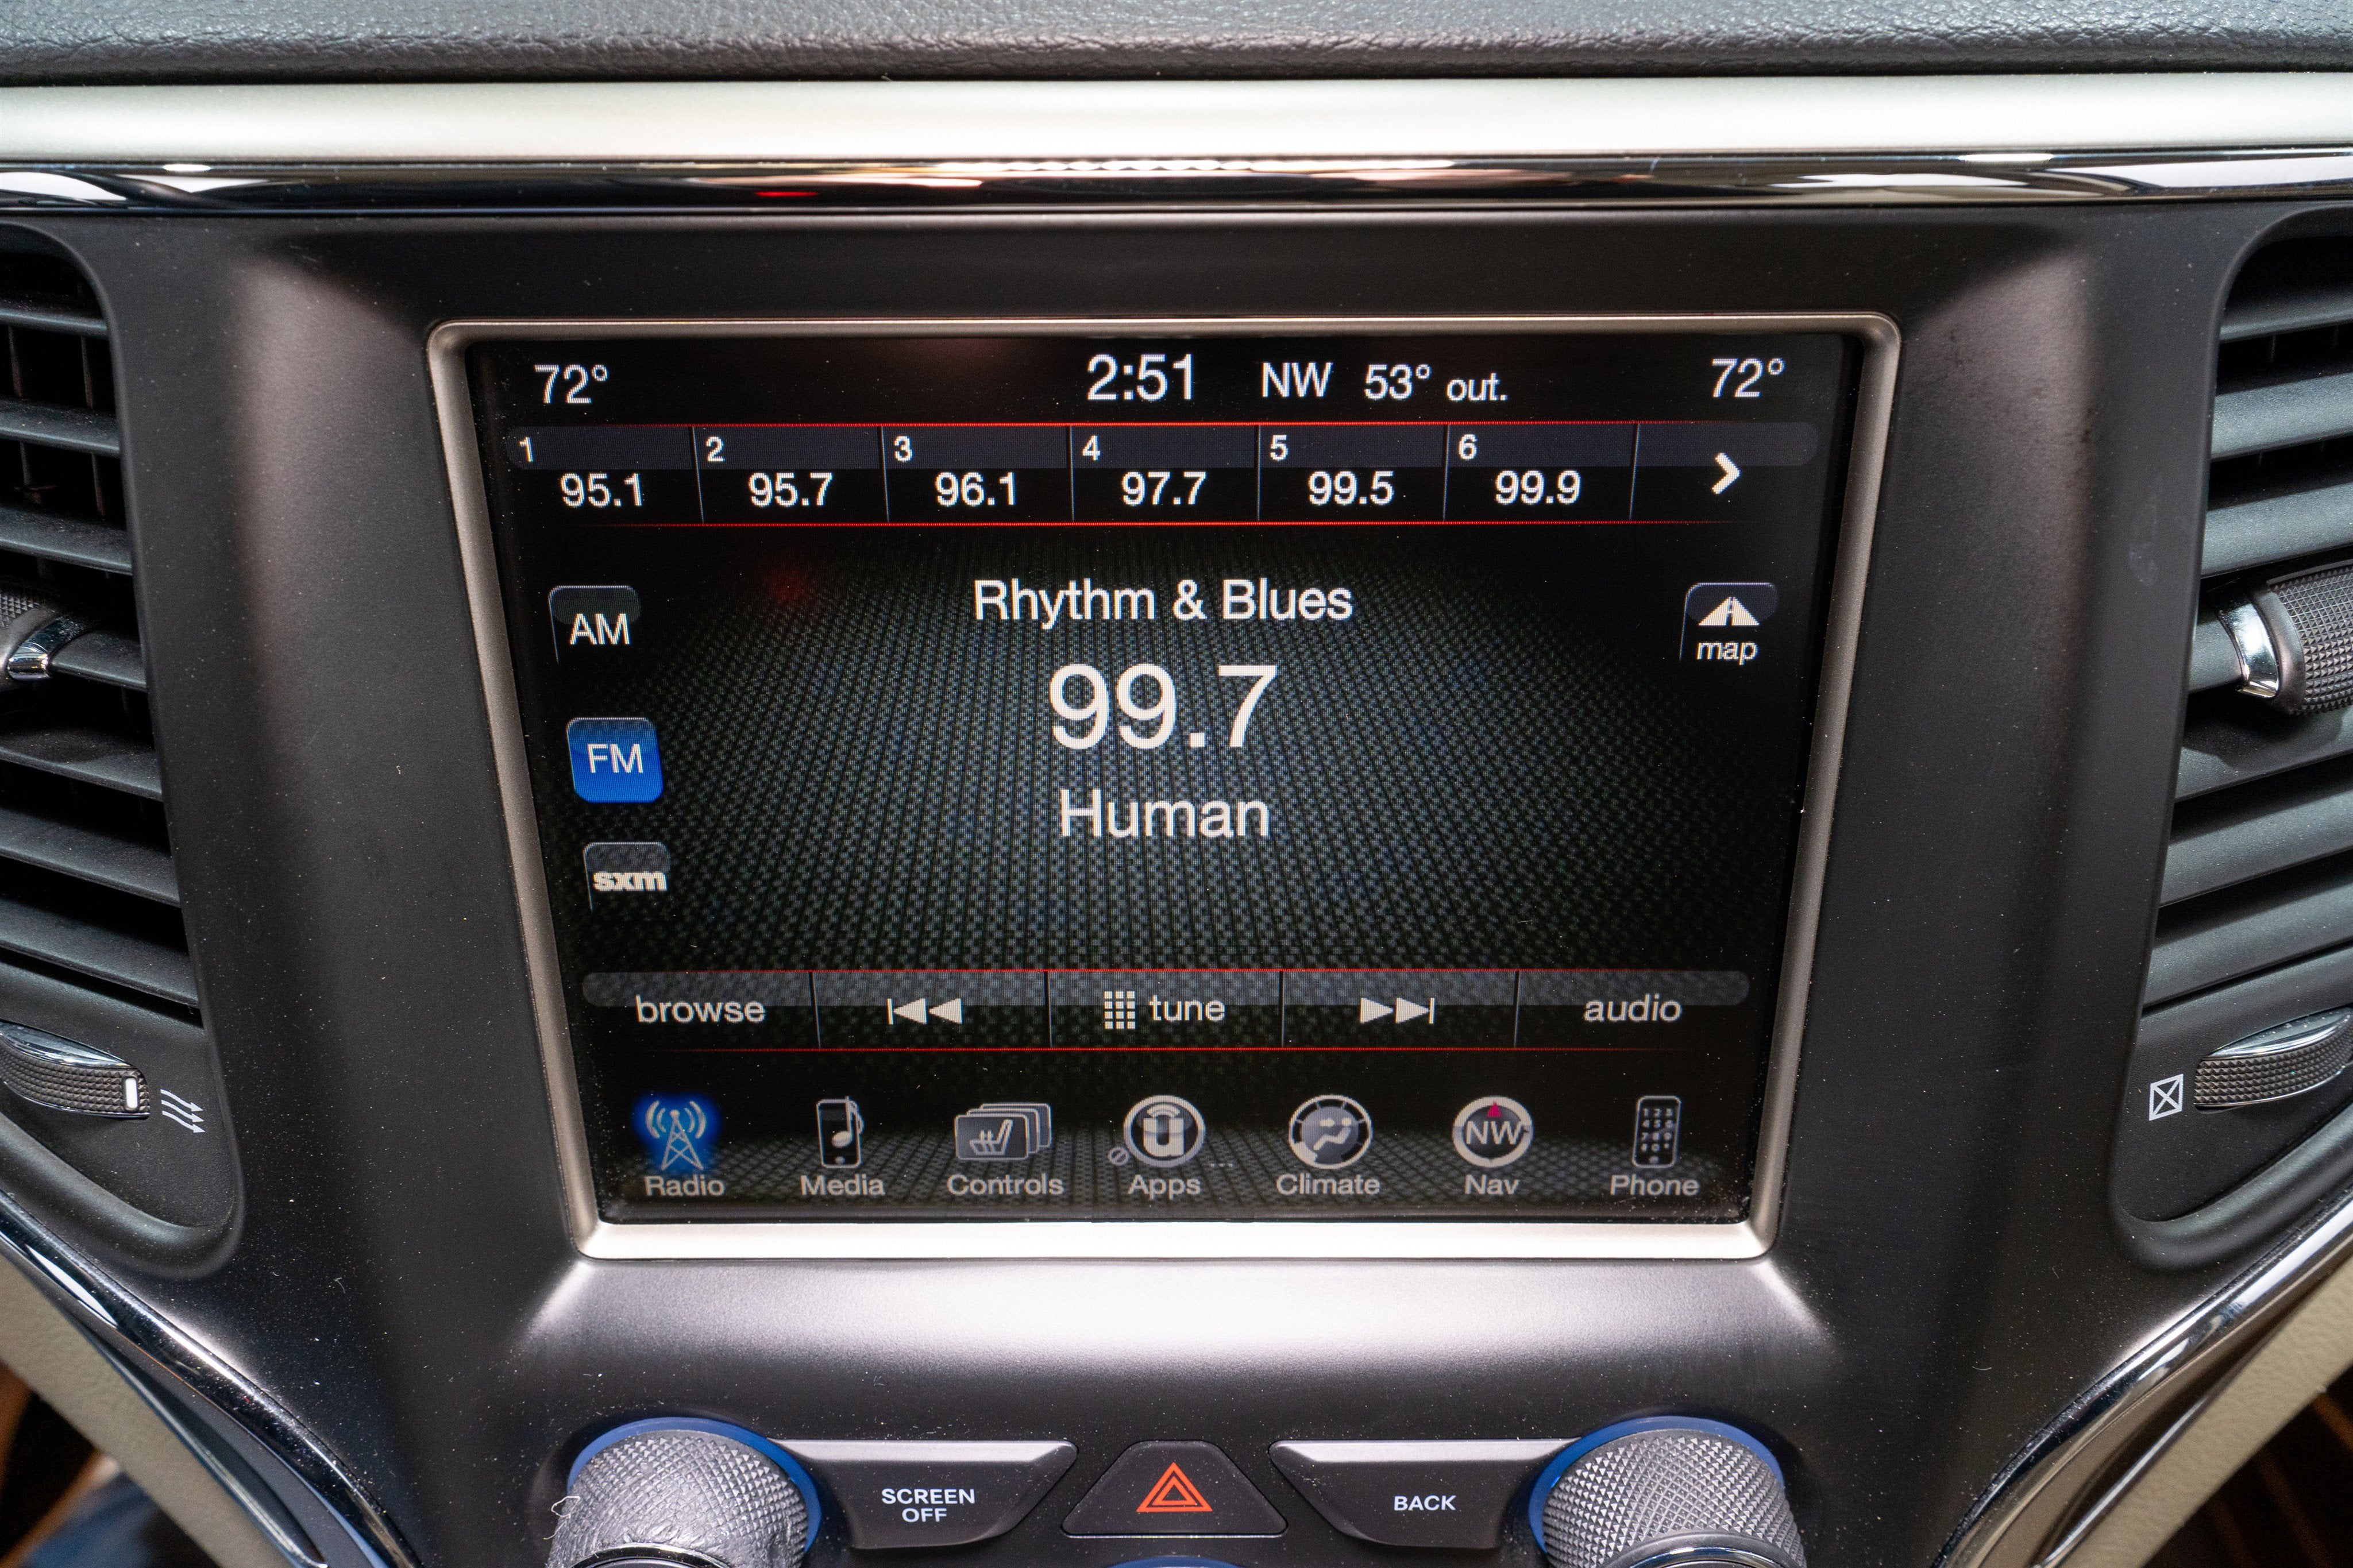 72° 2:51 NW 53° out. 72°
1 2 3 4 5 6
95.1 95.7 96.1 97.7 99.5 99.9
Rhythm & Blues
AM
map
99.7
FM
Human
sxm
browse tune audio
NW
Radio Media Controls Apps Climate Nav Phone
SCREEN
OFF
BACK